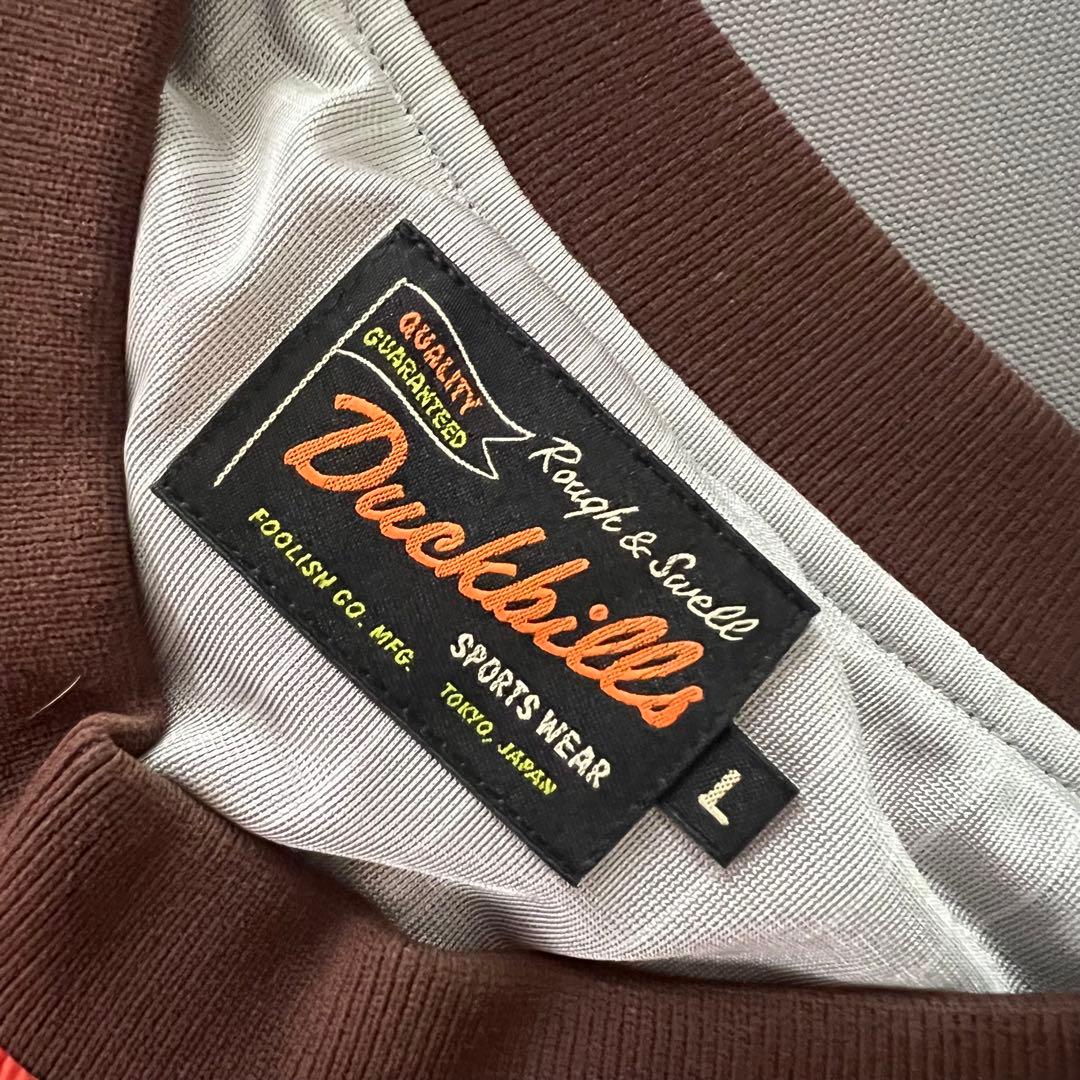 QUALITY
GUARANTEED
Rough & Swell
Duckbills
SPORTS WEAR
FOOLISH CO. MFG.
TOKYO, JAPAN
L